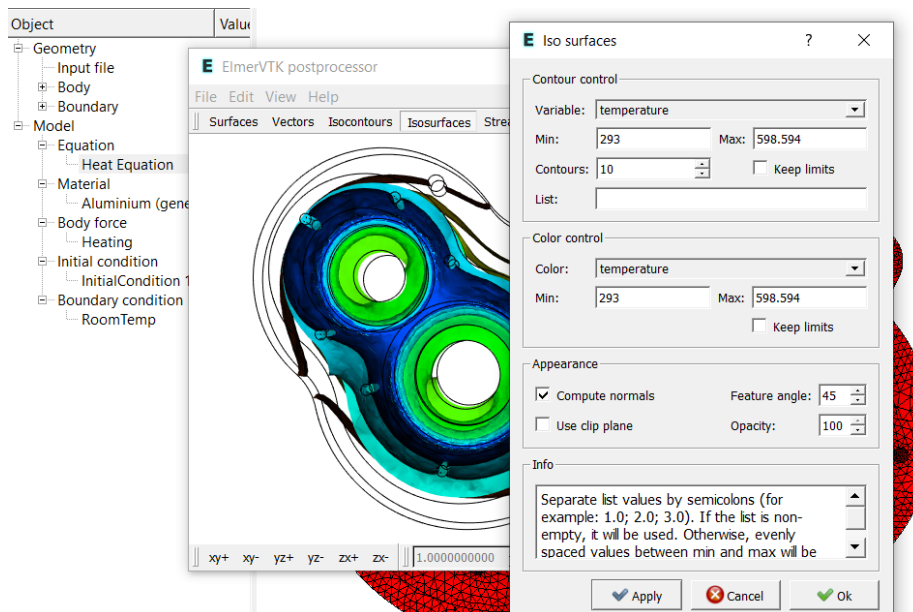 Object Value
Geometry
Input file
Body
Boundary
Model
Equation
Heat Equation
Material
Aluminium (gene
Body force
Heating
Initial condition
InitialCondition 1
Boundary condition
RoomTemp
ElmerVTK postprocessor
File Edit View Help
Surfaces Vectors Isocontours Isosurfaces Strea
xy+ xy- yz+ yz- zx+ zx- 1.0000000000
Iso surfaces ?
Contour control
Variable: temperature
Min: 293 Max: 598.594
Contours: 10 Keep limits
List:
Color control
Color: temperature
Min: 293 Max: 598.594
Keep limits
Appearance
Compute normals Feature angle: 45
Use clip plane Opacity: 100
Info
Separate list values by semicolons (for
example: 1.0; 2.0; 3.0). If the list is non-
empty, it will be used. Otherwise, evenly
spaced values between min and max will be
Apply Cancel Ok